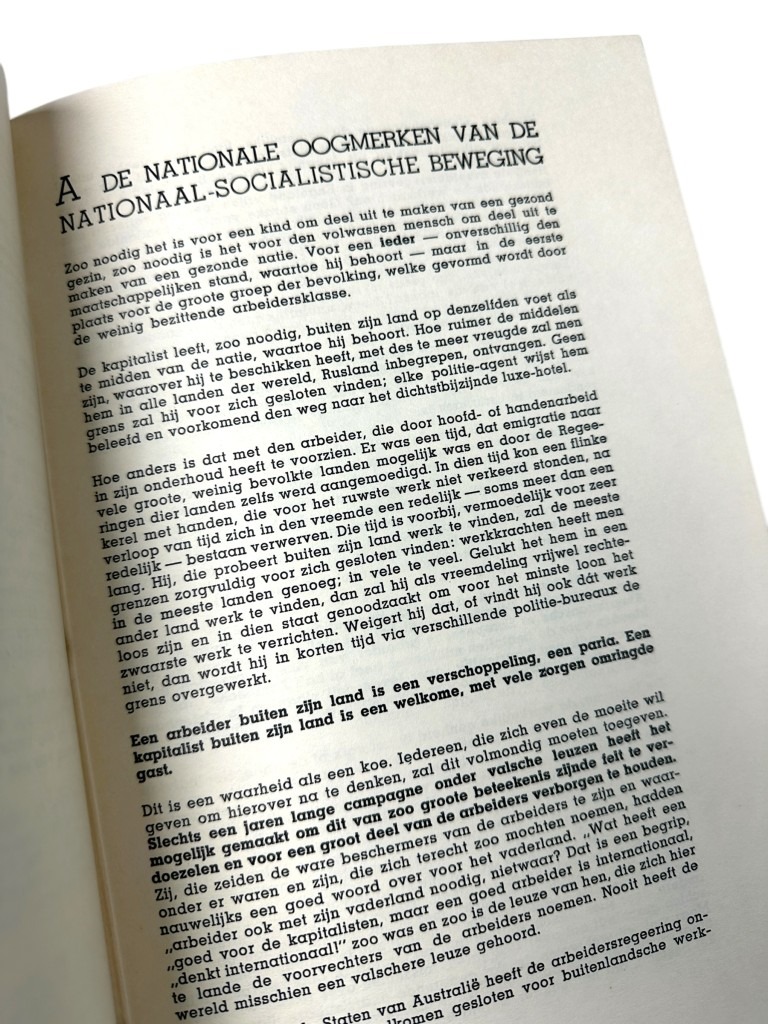 A DE NATIONALE OOGMERKEN VAN DE
NATIONAAL-SOCIALISTISCHE BEWEGING
Zoo noodig het is voor een kind om deel uit te maken van een gezond
gezin, zoo noodig is het voor den volwassen mensch om deel uit te
maken van een gezonde natie. Voor een ieder — onverschillig den
maatschappelijken stand, waartoe hij behoort — maar in de eerste
plaats voor de groote groep der bevolking, welke gevormd wordt door
de weinig bezittende arbeidersklasse.
De kapitalist leeft, zoo noodig, buiten zijn land op denzelfden voet als
te midden van de natie, waartoe hij behoort. Hoe ruimer de middelen
zijn, waarover hij te beschikken heeft, met des te meer vreugde zal men
hem in alle landen der wereld, Rusland inbegrepen, ontvangen. Geen
grens zal hij voor zich gesloten vinden; elke politie-agent wijst hem
beleefd en voorkomend den weg naar het dichtstbijzijnde luxe-hotel.
Hoe anders is dat met den arbeider, die door hoofd- of handenarbeid
in zijn onderhoud heeft te voorzien. Er was een tijd, dat emigratie naar
vele groote, weinig bevolkte landen mogelijk was en door de Regee-
ringen dier landen zelfs werd aangemoedigd. In dien tijd kon een flinke
kerel met handen, die voor het ruwste werk niet verkeerd stonden, na
verloop van tijd zich in den vreemde een redelijk — soms meer dan een
redelijk — bestaan verwerven. Die tijd is voorbij, vermoedelijk voor zeer
lang. Hij, die probeert buiten zijn land werk te vinden, zal de meeste
grenzen zorgvuldig voor zich gesloten vinden: werkkrachten heeft men
in de meeste landen genoeg; in vele te veel. Gelukt het hem in een
ander land werk te vinden, dan zal hij als vreemdeling vrijwel rechte-
loos zijn en in dien staat genoodzaakt om voor het minste loon het
zwaarste werk te verrichten. Weigert hij dat, of vindt hij ook dát werk
niet, dan wordt hij in korten tijd via verschillende politie-bureaux de
grens overgewerkt.
Een arbeider buiten zijn land is een verschoppeling, een paria. Een
kapitalist buiten zijn land is een welkome, met vele zorgen omringde
gast.
Dit is een waarheid als een koe. Iedereen, die zich even de moeite wil
geven om hierover na te denken, zal dit volmondig moeten toegeven.
Slechts een jaren lange campagne onder valsche leuzen heeft het
mogelijk gemaakt om dit van zoo groote beteekenis zijnde feit te ver-
doezelen en voor een groot deel van de arbeiders verborgen te houden.
Zij, die zeiden de ware beschermers van de arbeiders te zijn en waar-
onder er waren en zijn, die zich terecht zoo mochten noemen, hadden
nauwelijks een goed woord over voor het vaderland. „Wat heeft een
„arbeider ook met zijn vaderland noodig, nietwaar? Dat is een begrip,
„goed voor de kapitalisten, maar een goed arbeider is internationaal,
„denkt internationaal!” zoo was en zoo is de leuze van hen, die zich hier
te lande de voorvechters van de arbeiders noemen. Nooit heeft de
wereld misschien een valschere leuze gehoord.
Staten van Australië heeft de arbeidersregeering on-
gesloten voor buitenlandsche werk-